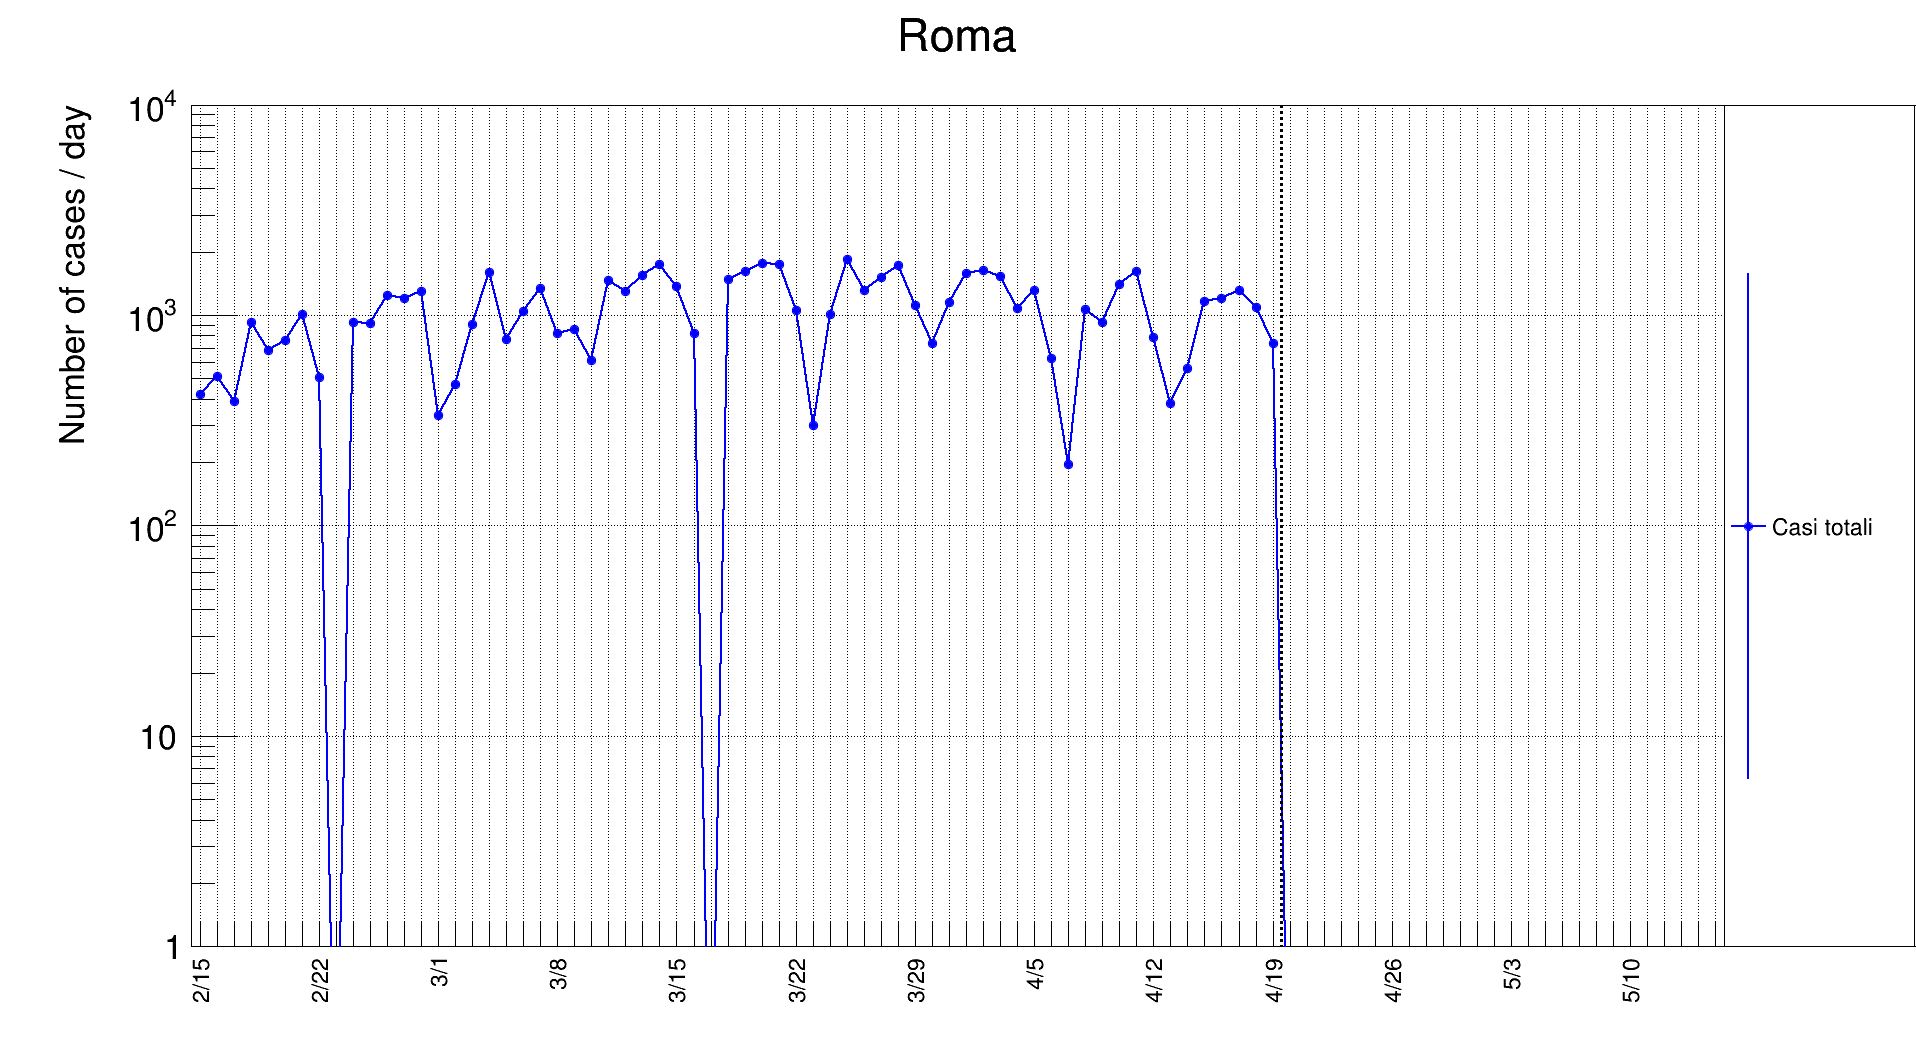 Roma
Number of cases / day
10^4
10^3
10^2
10
1
2/15 2/22 3/1 3/8 3/15 3/22 3/29 4/5 4/12 4/19 4/26 5/3 5/10
Casi totali